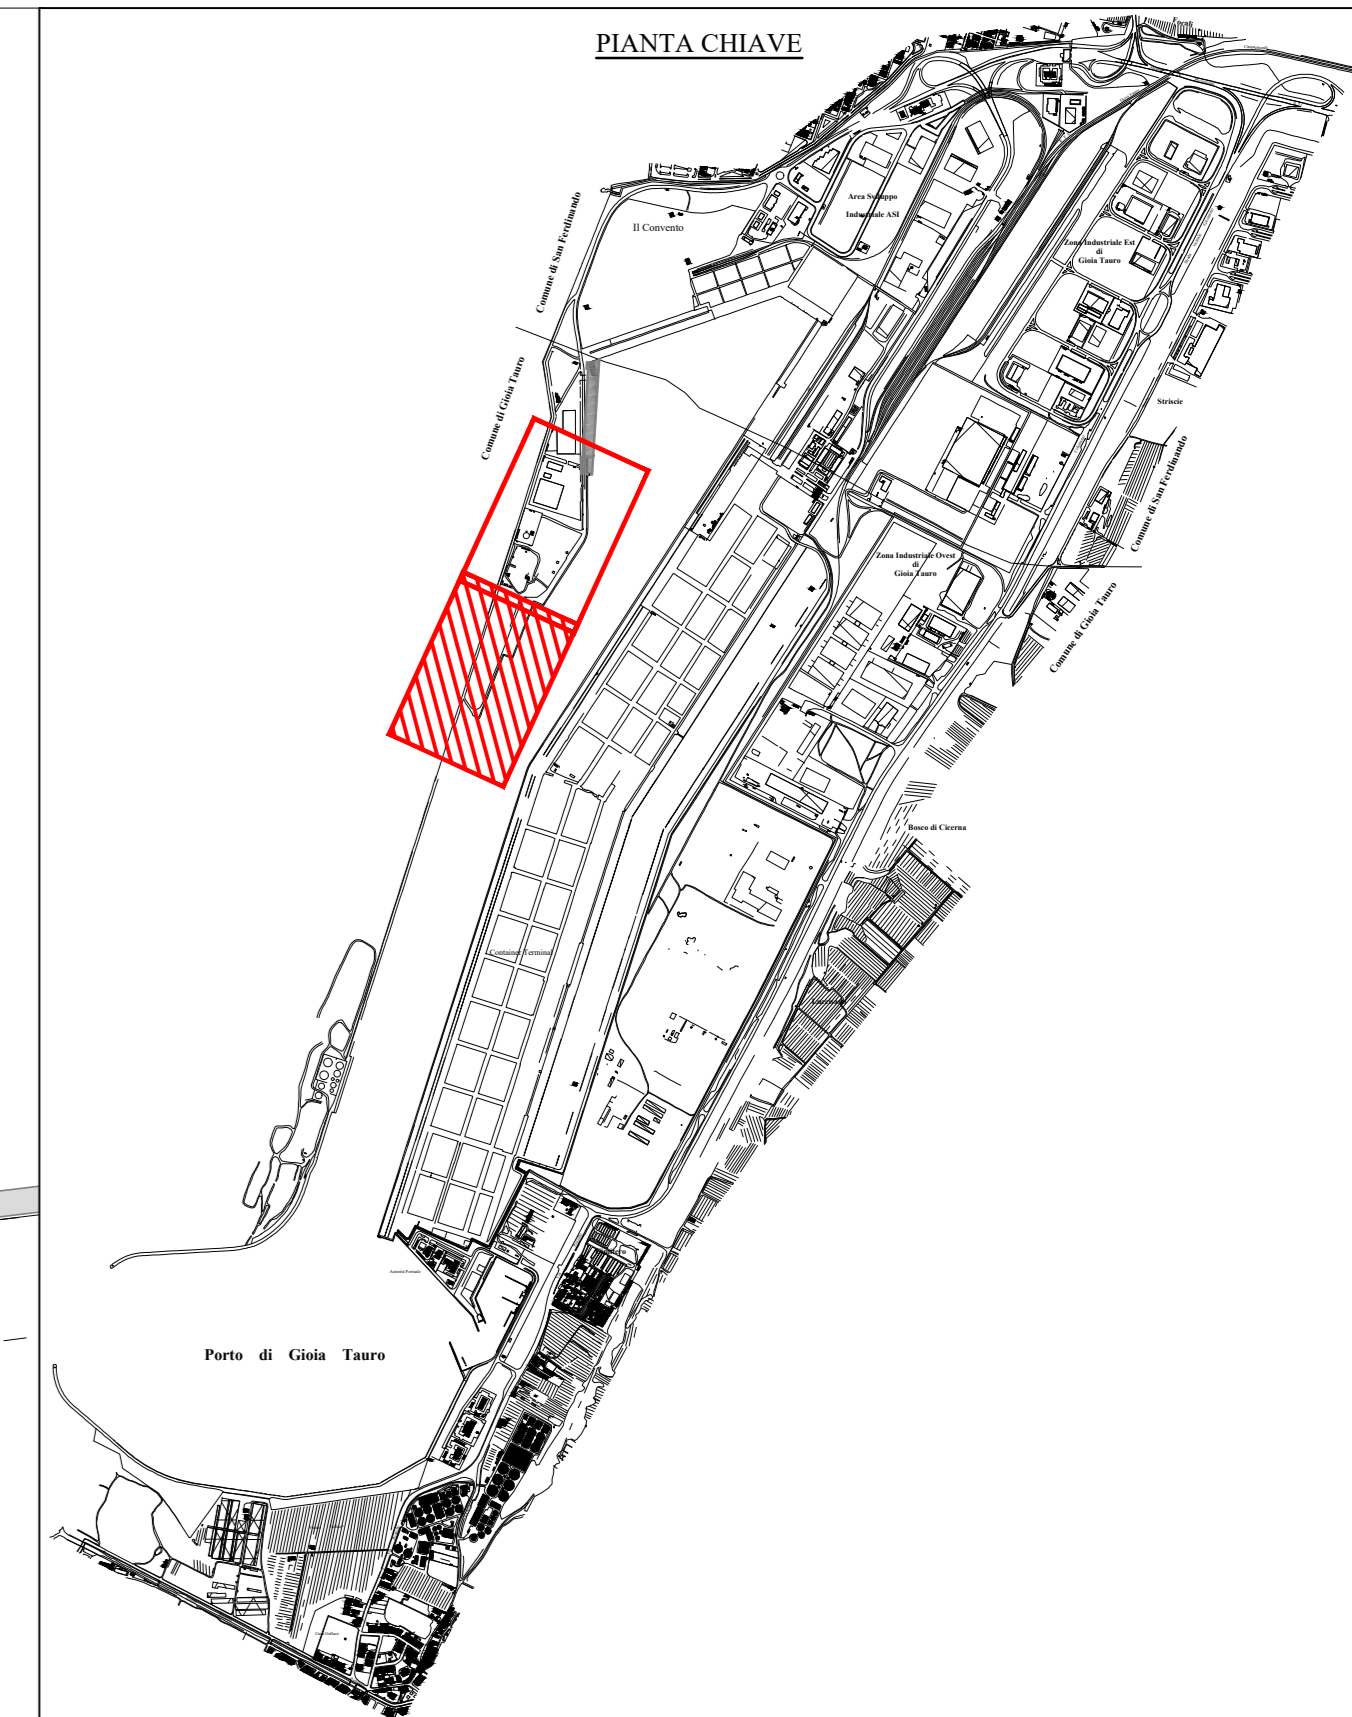 PIANTA CHIAVE
Comune di San Ferdinando
Il Convento
Area Sviluppo
Industriale ASI
Zona Industriale Est
di
Gioia Tauro
Comune di Gioia Tauro
Striscie
Comune di San Ferdinando
Zona Industriale Ovest
di
Gioia Tauro
Comune di Gioia Tauro
Bosco di Cicerna
Container Terminal
Autorità Portuale
Porto di Gioia Tauro